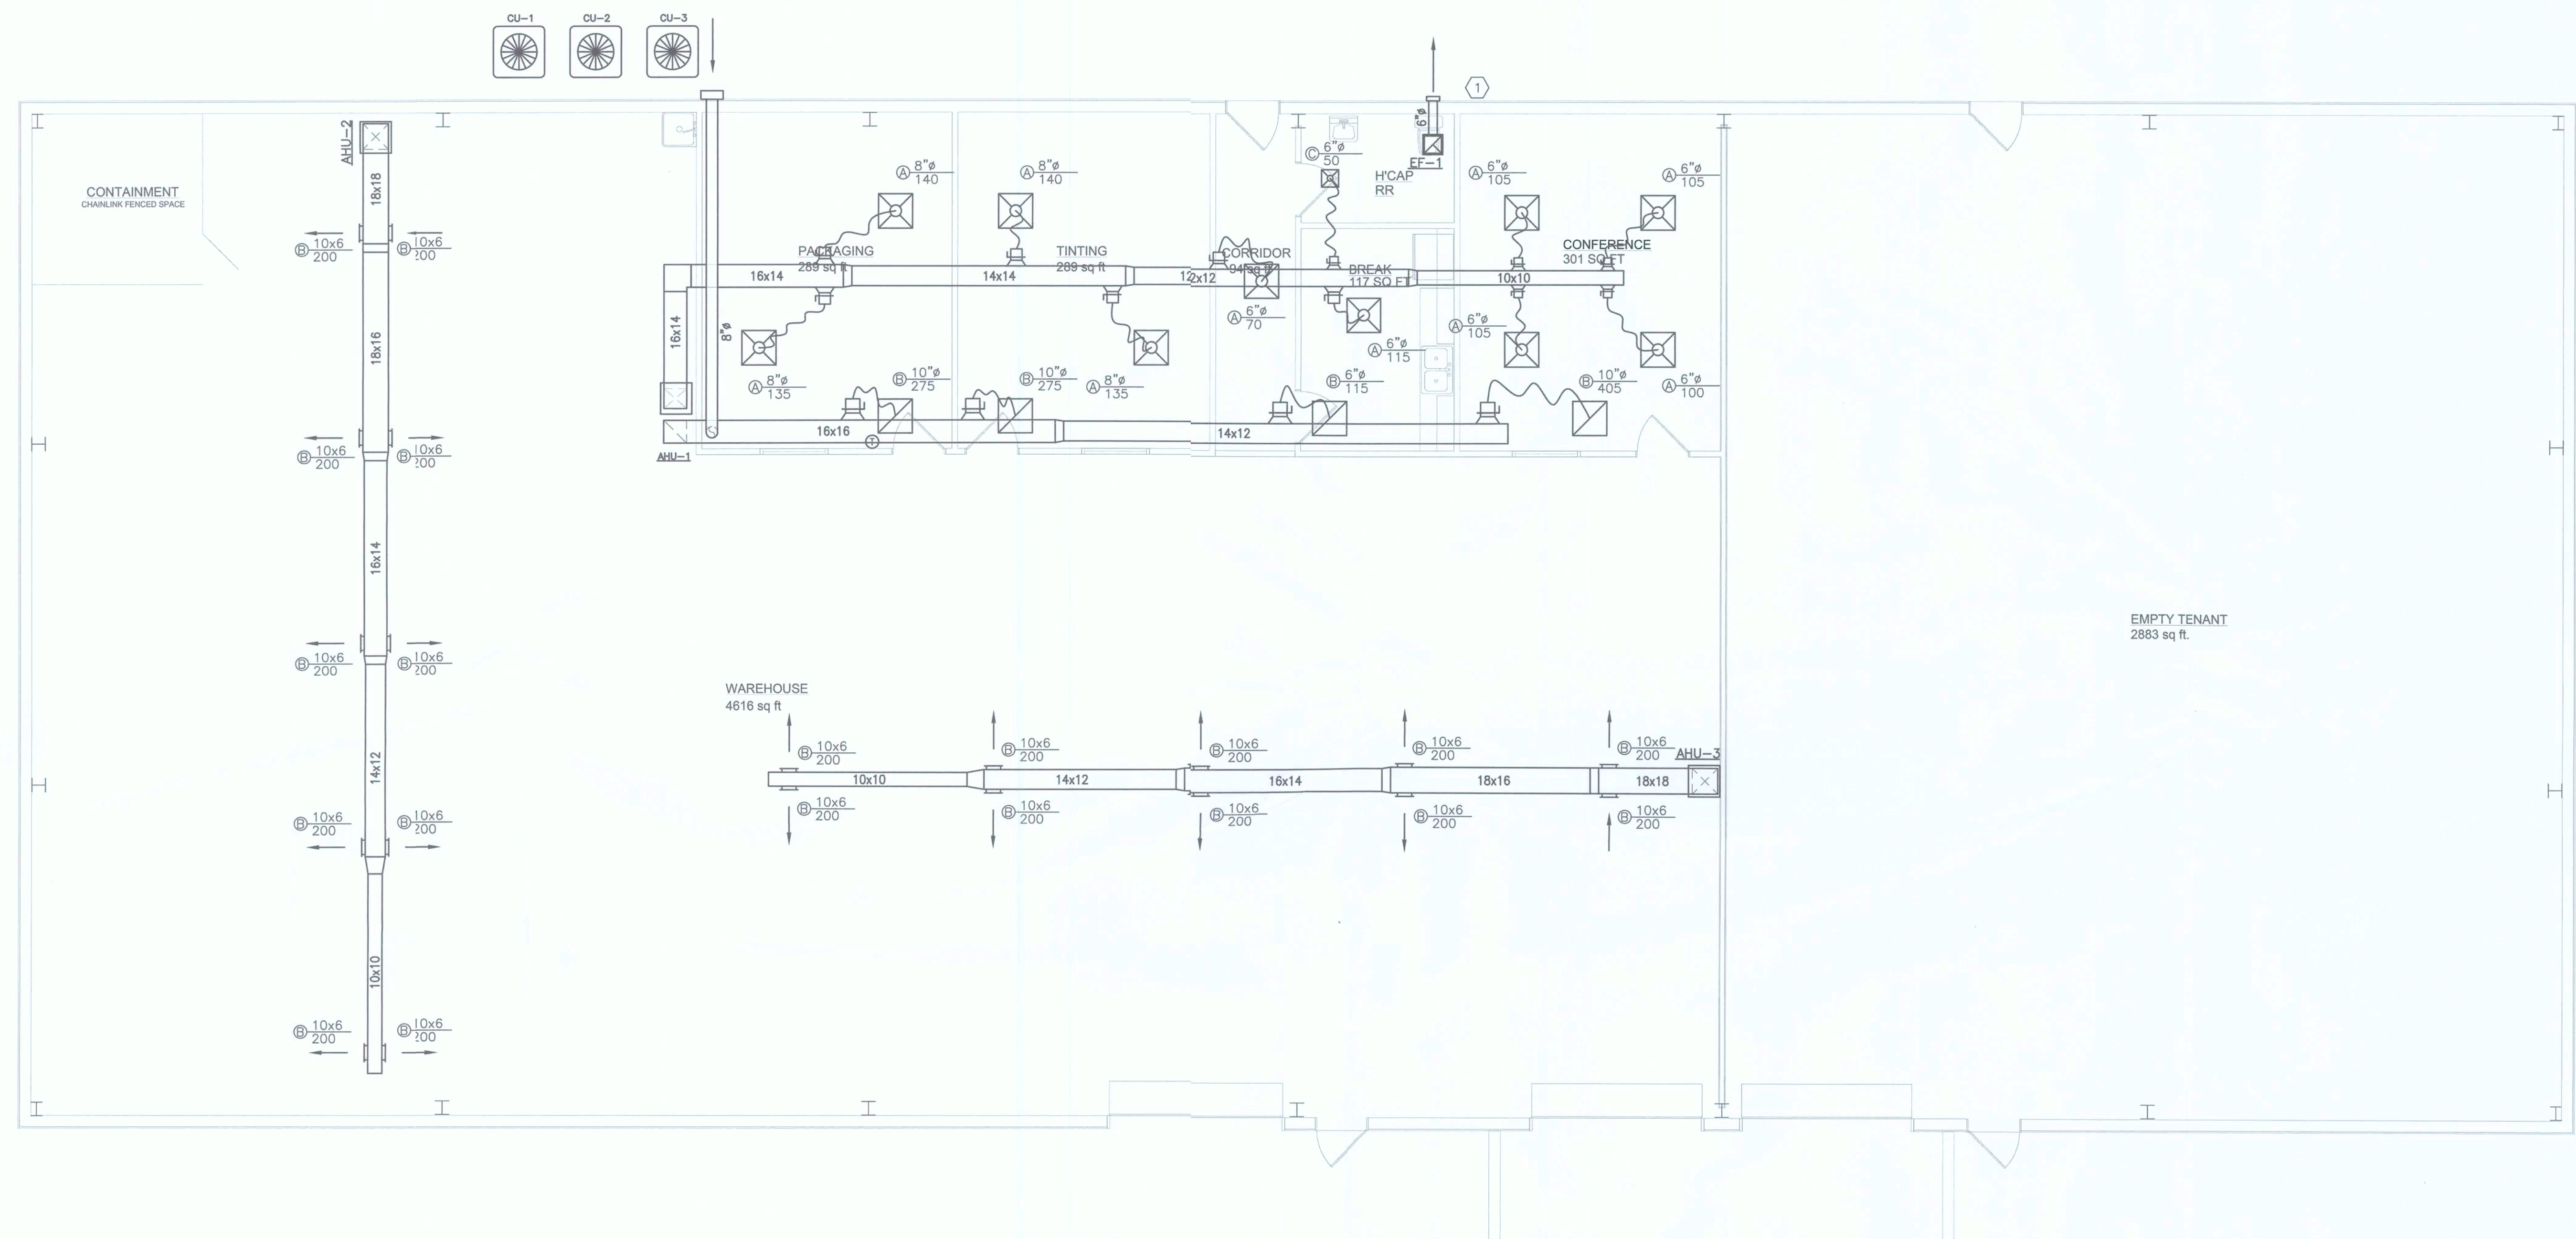 CU-1
CU-2
CU-3
1
AHU-2
18x18
18x16
16x14
14x12
10x10
CONTAINMENT
CHAINLINK FENCED SPACE
B 10x6
200
B 10x6
200
B 10x6
200
B 10x6
200
B 10x6
200
B 10x6
200
B 10x6
200
B 10x6
200
B 10x6
200
B 10x6
200
8"ø
A 8"ø
140
PACKAGING
289 sq ft
16x14
16x14
A 8"ø
135
B 10"ø
275
16x16
T
AHU-1
A 8"ø
140
TINTING
289 sq ft
14x14
B 10"ø
275
A 8"ø
135
CORRIDOR
94 sq ft
12x12
A 6"ø
70
14x12
C 6"ø
50
6"ø
EF-1
H'CAP
RR
BREAK
117 SQ FT
A 6"ø
115
B 6"ø
115
A 6"ø
105
A 6"ø
105
CONFERENCE
301 SQ FT
10x10
A 6"ø
105
B 10"ø
405
A 6"ø
100
WAREHOUSE
4616 sq ft
B 10x6
200
B 10x6
200
B 10x6
200
B 10x6
200
B 10x6
200
AHU-3
10x10
14x12
16x14
18x16
18x18
B 10x6
200
B 10x6
200
B 10x6
200
B 10x6
200
B 10x6
200
EMPTY TENANT
2883 sq ft.